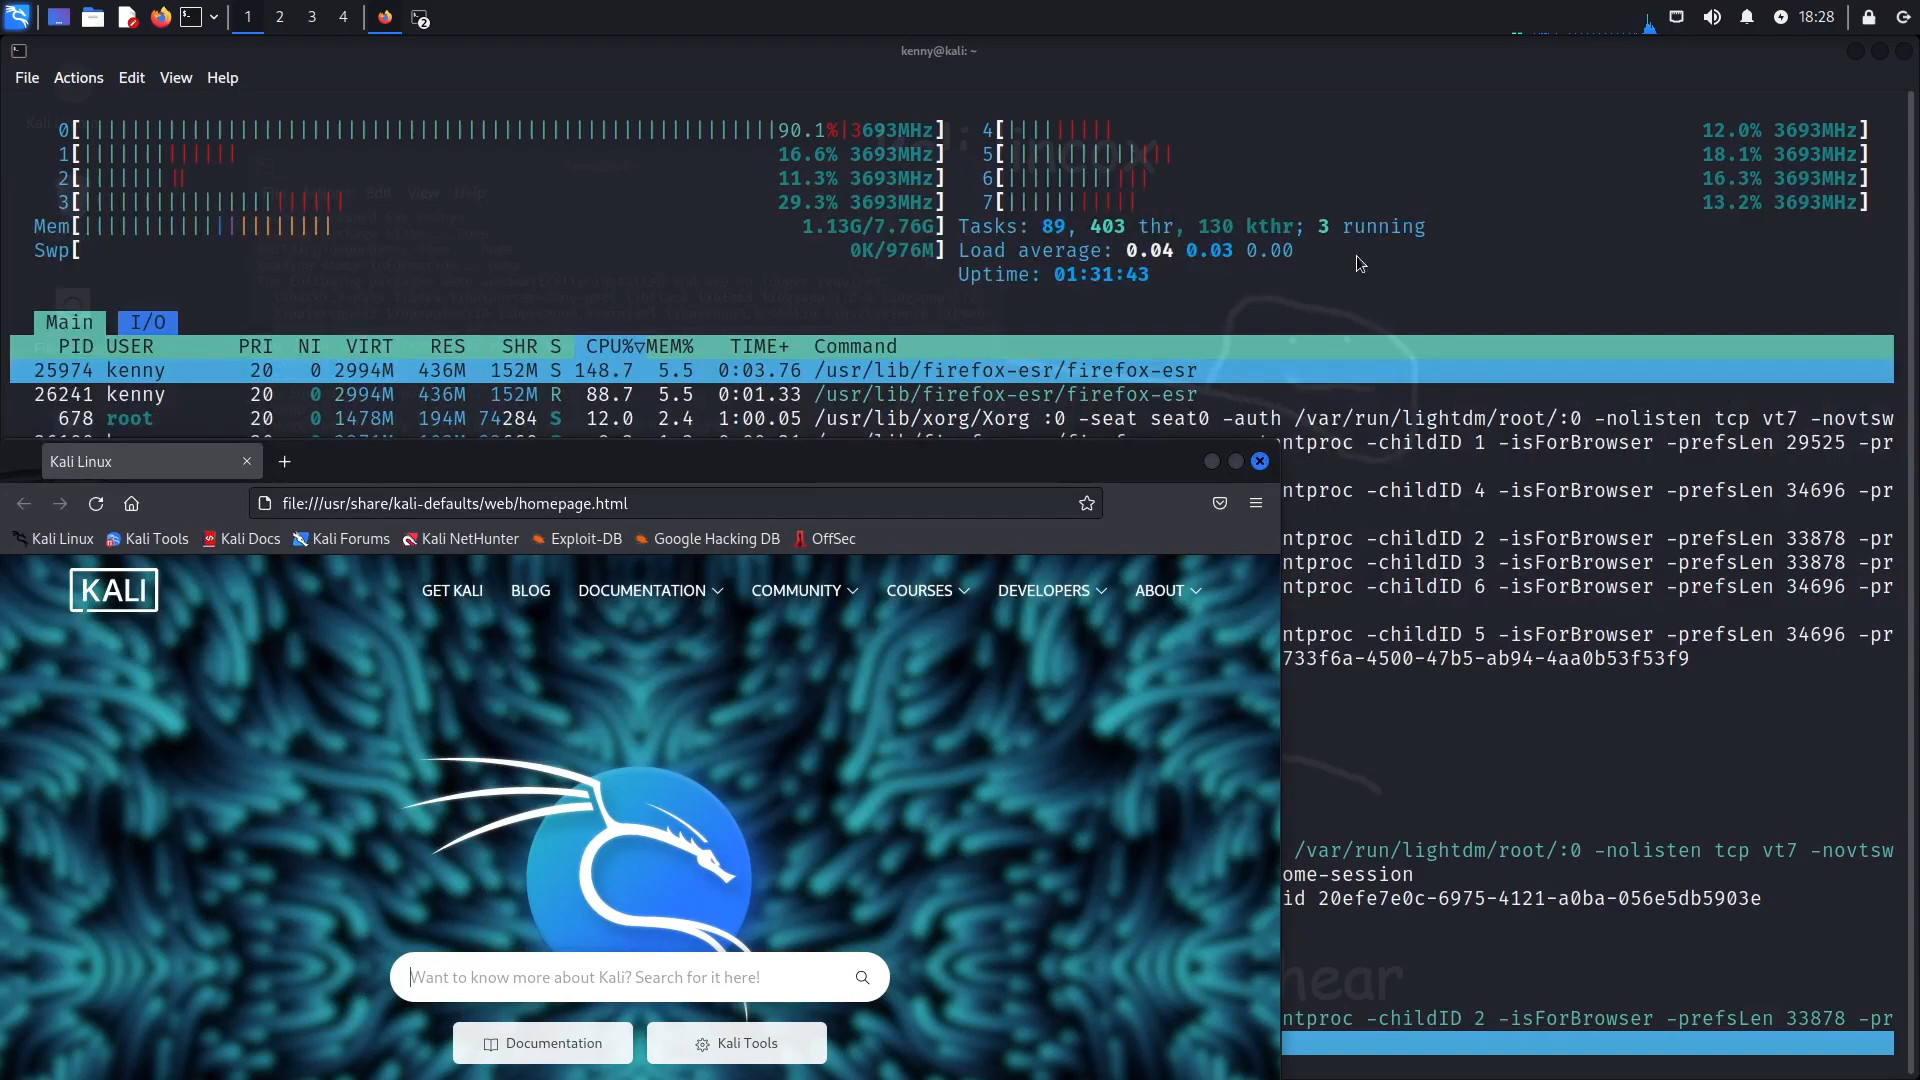 1 2 3 4 2 18:28
kenny@kali: ~
File Actions Edit View Help
0[ 90.1%|3693MHz] 4[ 12.0% 3693MHz]
1[ 16.6% 3693MHz] 5[ 18.1% 3693MHz]
2[ 11.3% 3693MHz] 6[ 16.3% 3693MHz]
3[ 29.3% 3693MHz] 7[ 13.2% 3693MHz]
Mem[ 1.13G/7.76G] Tasks: 89, 403 thr, 130 kthr; 3 running
Swp[ 0K/976M] Load average: 0.04 0.03 0.00
Uptime: 01:31:43
Main I/O
PID USER PRI NI VIRT RES SHR S CPU%▽MEM% TIME+ Command
25974 kenny 20 0 2994M 436M 152M S 148.7 5.5 0:03.76 /usr/lib/firefox-esr/firefox-esr
26241 kenny 20 0 2994M 436M 152M R 88.7 5.5 0:01.33 /usr/lib/firefox-esr/firefox-esr
678 root 20 0 1478M 194M 74284 S 12.0 2.4 1:00.05 /usr/lib/xorg/Xorg :0 -seat seat0 -auth /var/run/lightdm/root/:0 -nolisten tcp vt7 -novtsw
ntproc -childID 1 -isForBrowser -prefsLen 29525 -pr
ntproc -childID 4 -isForBrowser -prefsLen 34696 -pr
ntproc -childID 2 -isForBrowser -prefsLen 33878 -pr
ntproc -childID 3 -isForBrowser -prefsLen 33878 -pr
ntproc -childID 6 -isForBrowser -prefsLen 34696 -pr
ntproc -childID 5 -isForBrowser -prefsLen 34696 -pr
733f6a-4500-47b5-ab94-4aa0b53f53f9
/var/run/lightdm/root/:0 -nolisten tcp vt7 -novtsw
ome-session
id 20efe7e0c-6975-4121-a0ba-056e5db5903e
ntproc -childID 2 -isForBrowser -prefsLen 33878 -pr
Kali Linux
file:///usr/share/kali-defaults/web/homepage.html
Kali Linux Kali Tools Kali Docs Kali Forums Kali NetHunter Exploit-DB Google Hacking DB OffSec
KALI GET KALI BLOG DOCUMENTATION COMMUNITY COURSES DEVELOPERS ABOUT
Want to know more about Kali? Search for it here!
Documentation Kali Tools